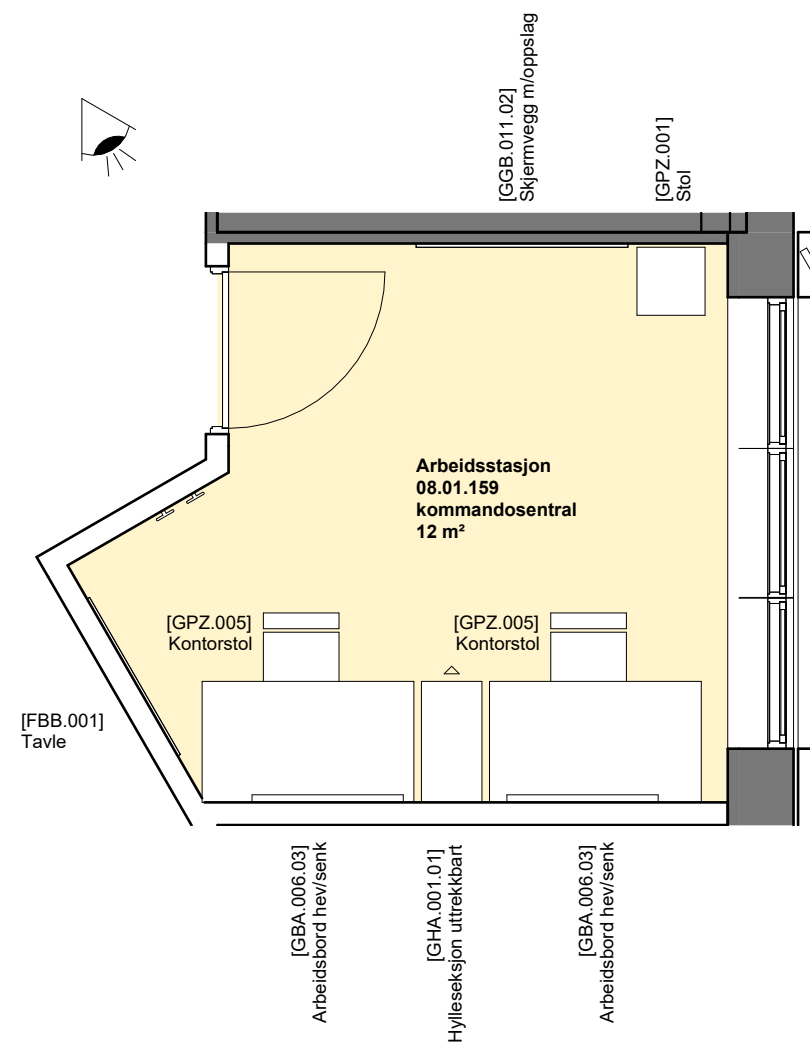 [GGB.011.02]
Skjermvegg m/oppslag
[GPZ.001]
Stol
Arbeidsstasjon
08.01.159
kommandosentral
12 m²
[GPZ.005]
Kontorstol
[GPZ.005]
Kontorstol
[FBB.001]
Tavle
[GBA.006.03]
Arbeidsbord hev/senk
[GHA.001.01]
Hylleseksjon uttrekkbart
[GBA.006.03]
Arbeidsbord hev/senk